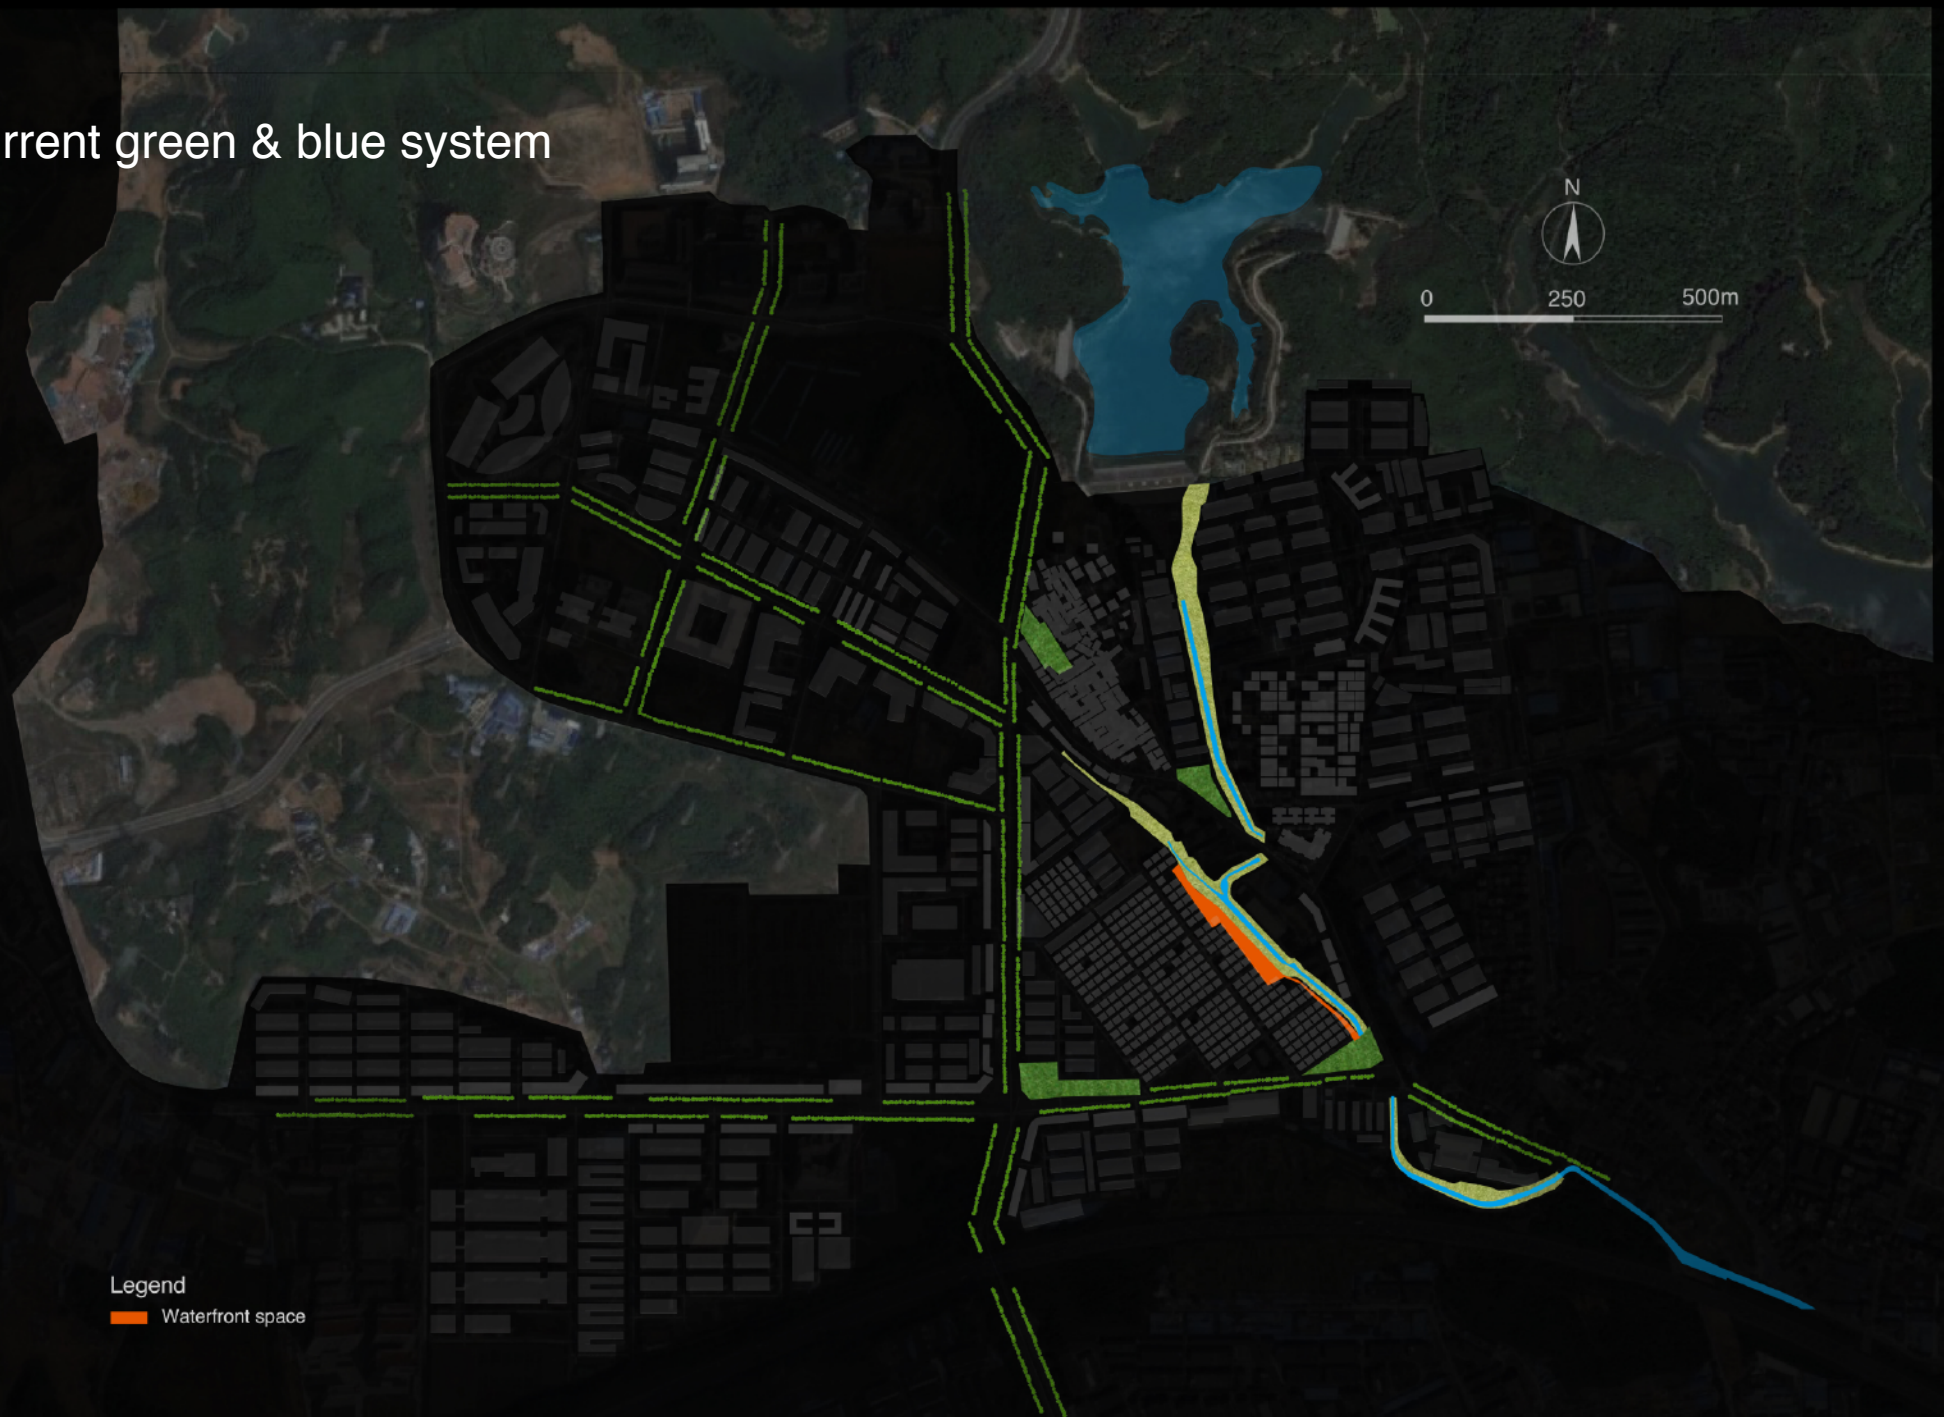 rrent green & blue system
N
0 250 500m
Legend
Waterfront space